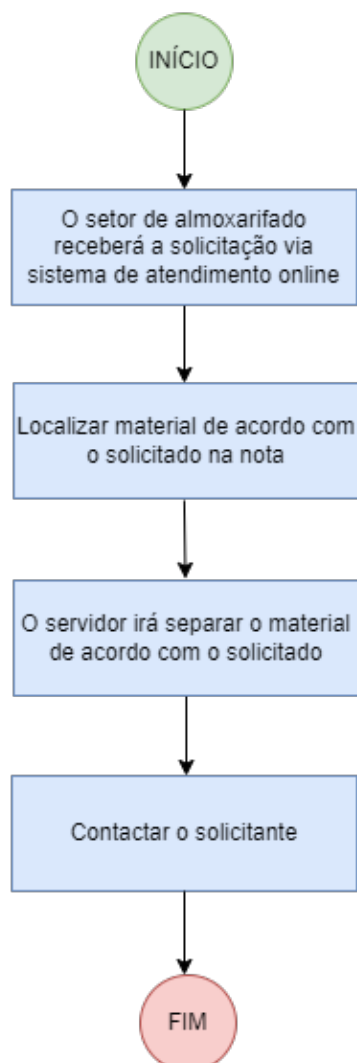 INÍCIO
O setor de almoxarifado
receberá a solicitação via
sistema de atendimento online
Localizar material de acordo com
o solicitado na nota
O servidor irá separar o material
de acordo com o solicitado
Contactar o solicitante
FIM